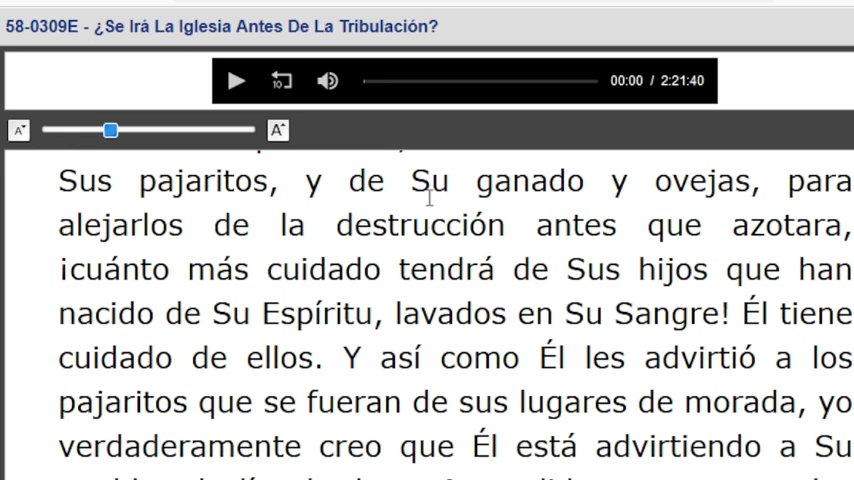 58-0309E - ¿Se Irá La Iglesia Antes De La Tribulación?
10 00:00 / 2:21:40
A A
Sus pajaritos, y de Su ganado y ovejas, para
alejarlos de la destrucción antes que azotara,
¡cuánto más cuidado tendrá de Sus hijos que han
nacido de Su Espíritu, lavados en Su Sangre! Él tiene
cuidado de ellos. Y así como Él les advirtió a los
pajaritos que se fueran de sus lugares de morada, yo
verdaderamente creo que Él está advirtiendo a Su